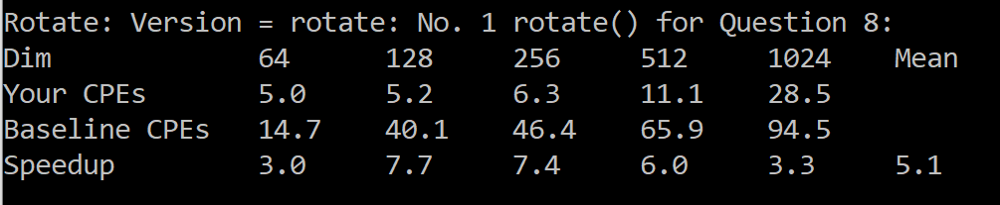 Rotate: Version = rotate: No. 1 rotate() for Question 8:
Dim 64 128 256 512 1024 Mean
Your CPEs 5.0 5.2 6.3 11.1 28.5
Baseline CPEs 14.7 40.1 46.4 65.9 94.5
Speedup 3.0 7.7 7.4 6.0 3.3 5.1